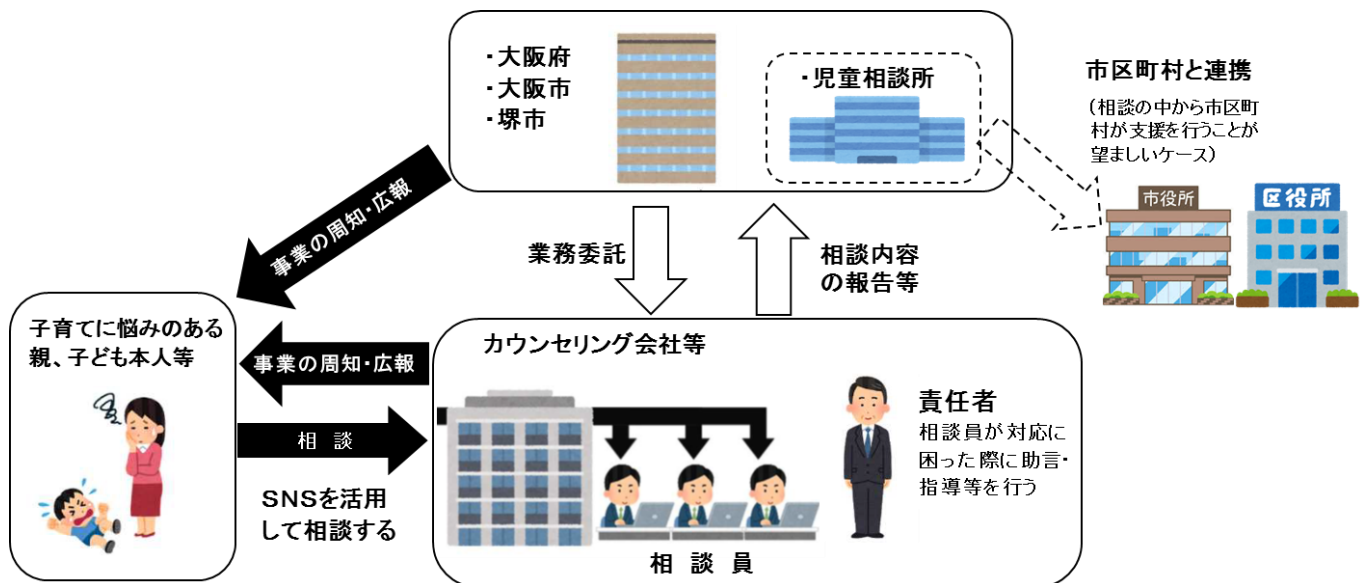 ・大阪府
・大阪市
・堺市
・児童相談所
市区町村と連携
（相談の中から市区町
村が支援を行うことが
望ましいケース）
市役所
区役所
事業の周知・広報
業務委託
相談内容
の報告等
子育てに悩みのある
親、子ども本人等
事業の周知・広報
相 談
SNSを活用
して相談する
カウンセリング会社等
責任者
相談員が対応に
困った際に助言・
指導等を行う
相 談 員